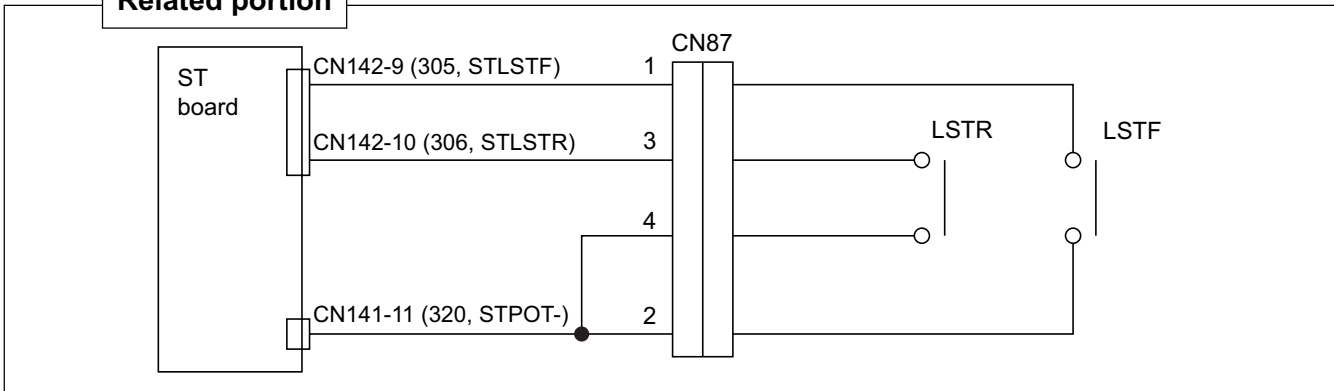 Related portion
ST
board
CN142-9 (305, STLSTF)
1
CN87
CN142-10 (306, STLSTR)
3
LSTR
LSTF
4
CN141-11 (320, STPOT-)
2